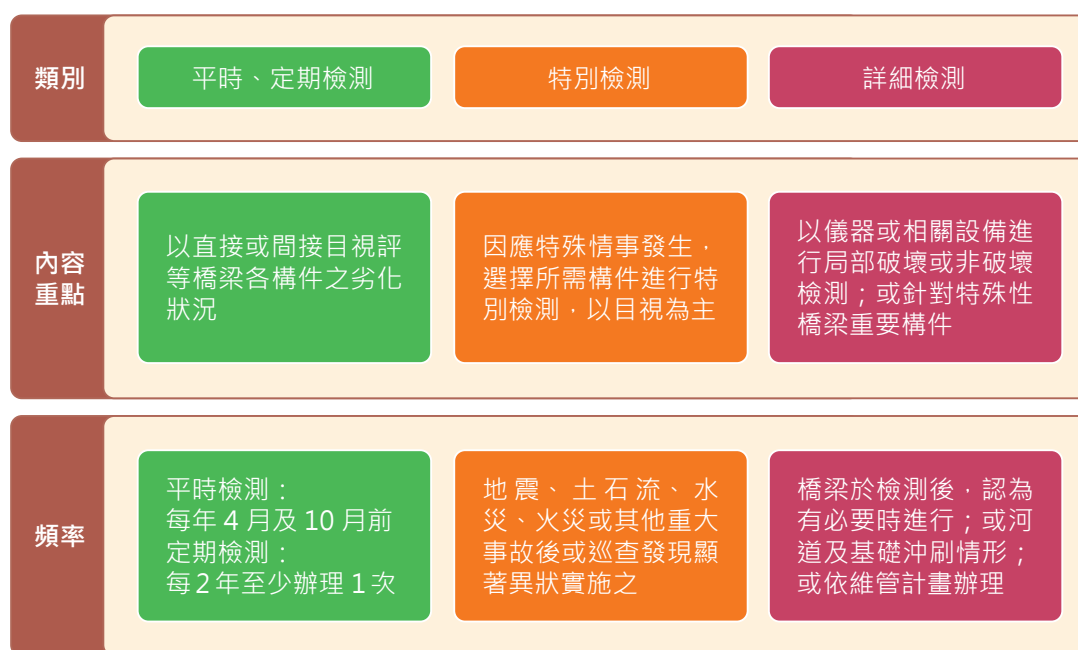 類別
平時、定期檢測
特別檢測
詳細檢測
內容
重點
以直接或間接目視評
等橋梁各構件之劣化
狀況
因應特殊情事發生，
選擇所需構件進行特
別檢測，以目視為主
以儀器或相關設備進
行局部破壞或非破壞
檢測；或針對特殊性
橋梁重要構件
頻率
平時檢測：
每年 4 月及 10 月前
定期檢測：
每 2 年至少辦理 1 次
地震、土石流、水
災、火災或其他重大
事故後或巡查發現顯
著異狀實施之
橋梁於檢測後，認為
有必要時進行；或河
道及基礎沖刷情形；
或依維管計畫辦理